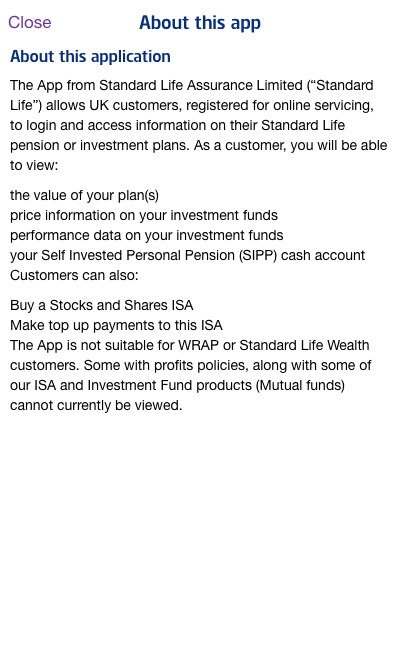 Close
About this app
About this application
The App from Standard Life Assurance Limited (“Standard
Life”) allows UK customers, registered for online servicing,
to login and access information on their Standard Life
pension or investment plans. As a customer, you will be able
to view:
the value of your plan(s)
price information on your investment funds
performance data on your investment funds
your Self Invested Personal Pension (SIPP) cash account
Customers can also:
Buy a Stocks and Shares ISA
Make top up payments to this ISA
The App is not suitable for WRAP or Standard Life Wealth
customers. Some with profits policies, along with some of
our ISA and Investment Fund products (Mutual funds)
cannot currently be viewed.